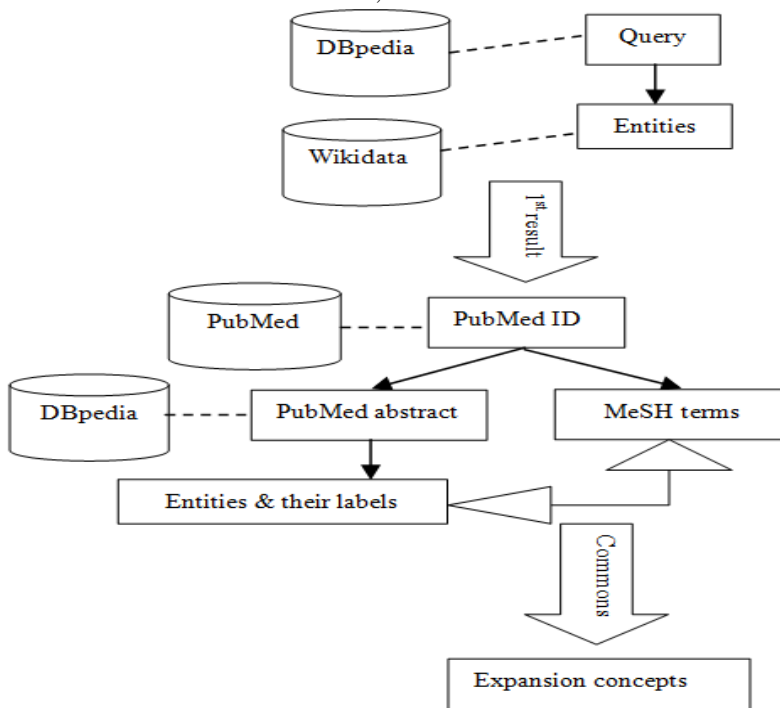 DBpedia
Query
Entities
Wikidata
1st result
PubMed
PubMed ID
DBpedia
PubMed abstract
MeSH terms
Entities & their labels
Commons
Expansion concepts